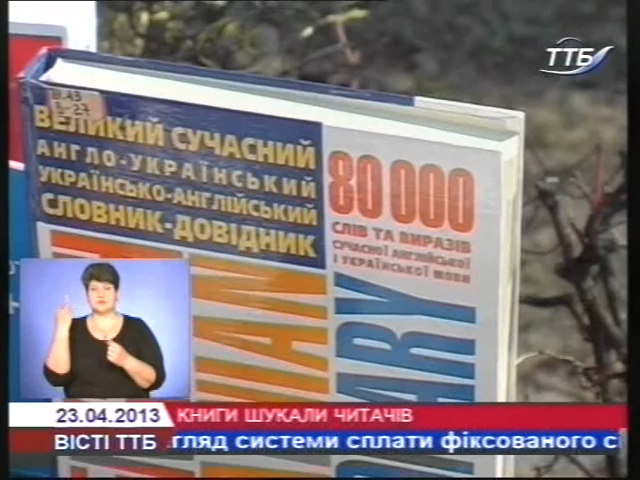 ТТБ
Ш.АЗ
ВЕЛИКИЙ СУЧАСНИЙ
АНГЛО-УКРАЇНСЬКИЙ
УКРАЇНСЬКО-АНГЛІЙСЬКИЙ
СЛОВНИК-ДОВІДНИК
80 000
СЛІВ ТА ВИРАЗІВ
СУЧАСНОЇ АНГЛІЙСЬКОЇ
І УКРАЇНСЬКОЇ МОВИ
23.04.2013
КНИГИ ШУКАЛИ ЧИТАЧІВ
ВІСТІ ТТБ
гляд системи сплати фіксованого с